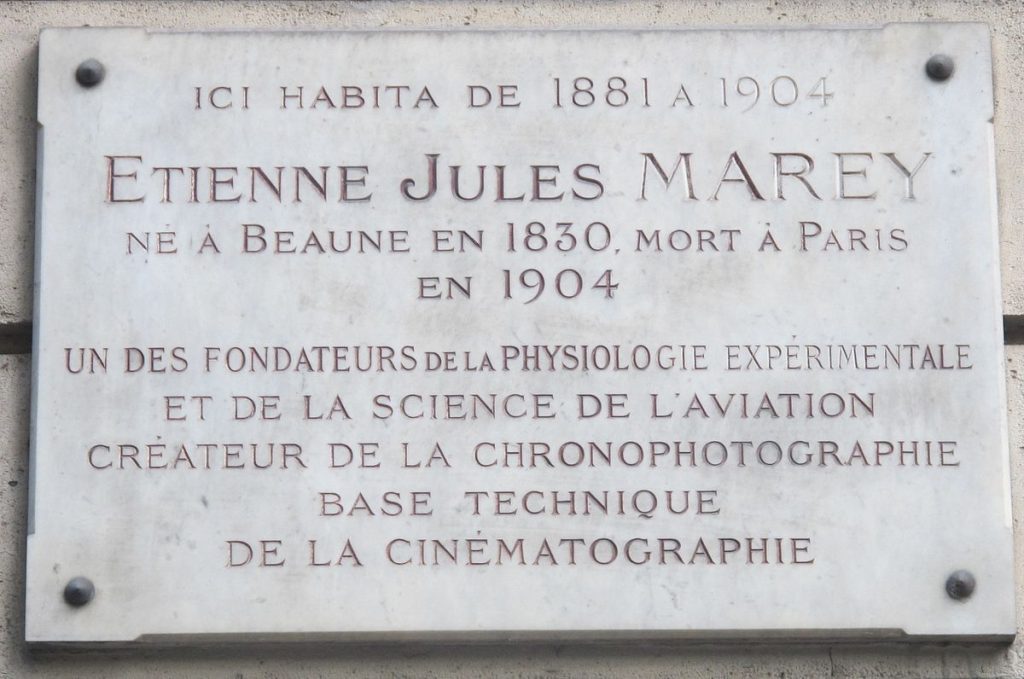 ICI HABITA DE 1881 A 1904
ETIENNE JULES MAREY
NÉ À BEAUNE EN 1830, MORT À PARIS
EN 1904
UN DES FONDATEURS DE LA PHYSIOLOGIE EXPÉRIMENTALE
ET DE LA SCIENCE DE L'AVIATION
CRÉATEUR DE LA CHRONOPHOTOGRAPHIE
BASE TECHNIQUE
DE LA CINÉMATOGRAPHIE